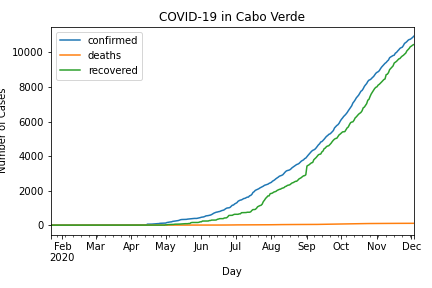 COVID-19 in Cabo Verde
confirmed
deaths
recovered
Number of Cases
10000
8000
6000
4000
2000
0
Feb Mar Apr May Jun Jul Aug Sep Oct Nov Dec
2020
Day